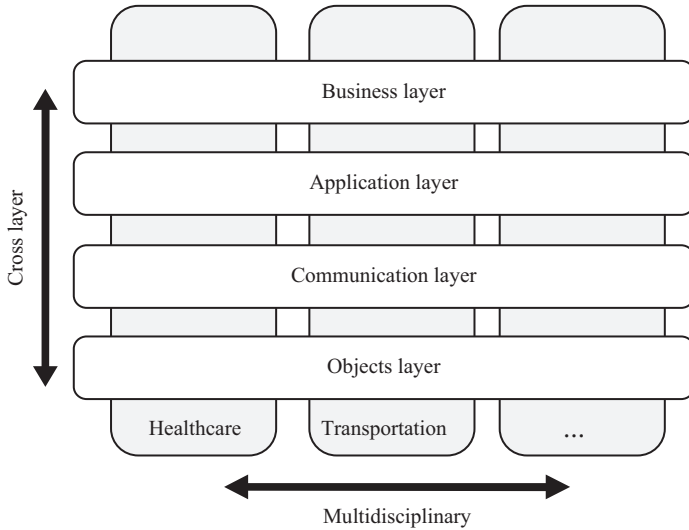 Business layer
Application layer
Cross layer
Communication layer
Objects layer
Healthcare
Transportation
...
Multidisciplinary